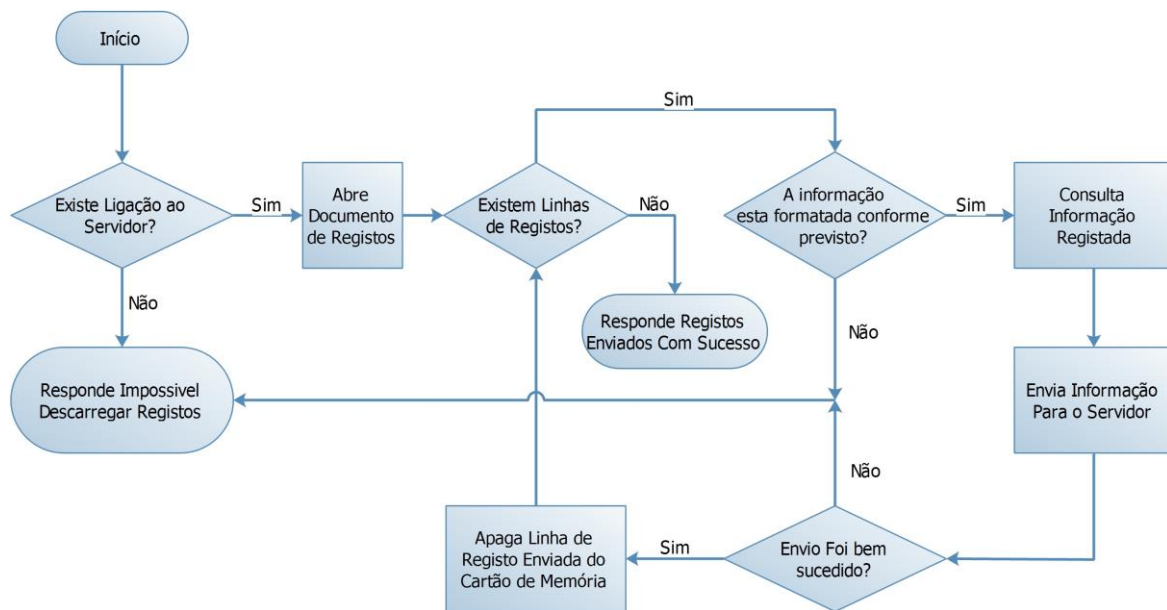 Início
Sim
Existe Ligação ao
Servidor?
Sim
Abre
Documento
de Registos
Existem Linhas
de Registos?
Não
A informação
esta formatada conforme
previsto?
Sim
Consulta
Informação
Registada
Não
Responde Registos
Enviados Com Sucesso
Não
Responde Impossivel
Descarregar Registos
Envia Informação
Para o Servidor
Não
Apaga Linha de
Registo Enviada do
Cartão de Memória
Sim
Envio Foi bem
sucedido?